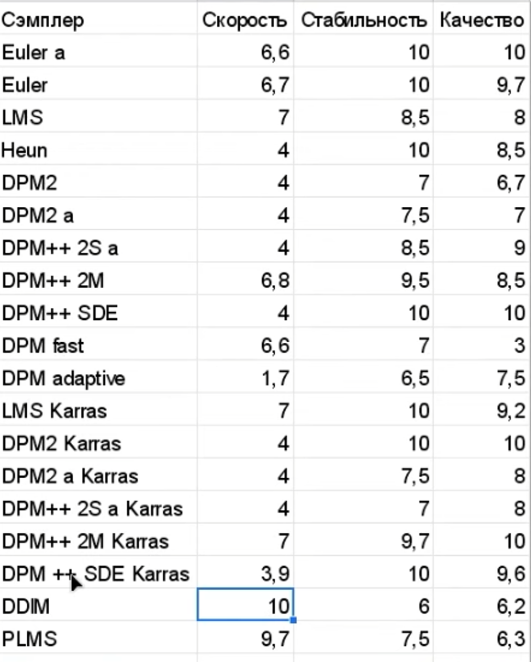 Сэмплер Скорость Стабильность Качество
Euler a 6,6 10 10
Euler 6,7 10 9,7
LMS 7 8,5 8
Heun 4 10 8,5
DPM2 4 7 6,7
DPM2 a 4 7,5 7
DPM++ 2S a 4 8,5 9
DPM++ 2M 6,8 9,5 8,5
DPM++ SDE 4 10 10
DPM fast 6,6 7 3
DPM adaptive 1,7 6,5 7,5
LMS Karras 7 10 9,2
DPM2 Karras 4 10 10
DPM2 a Karras 4 7,5 8
DPM++ 2S a Karras 4 7 8
DPM++ 2M Karras 7 9,7 10
DPM ++ SDE Karras 3,9 10 9,6
DDIM 10 6 6,2
PLMS 9,7 7,5 6,3